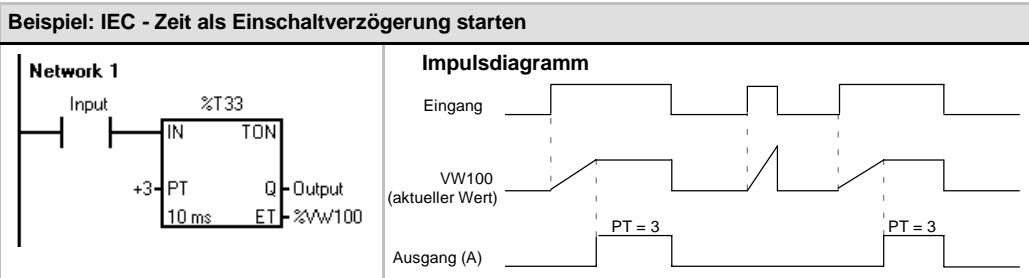 Beispiel: IEC - Zeit als Einschaltverzögerung starten
Network 1
Input
%T33
IN
TON
+3
PT
Q
Output
10 ms
ET
%VW100
Impulsdiagramm
Eingang
VW100
(aktueller Wert)
PT = 3
PT = 3
Ausgang (A)